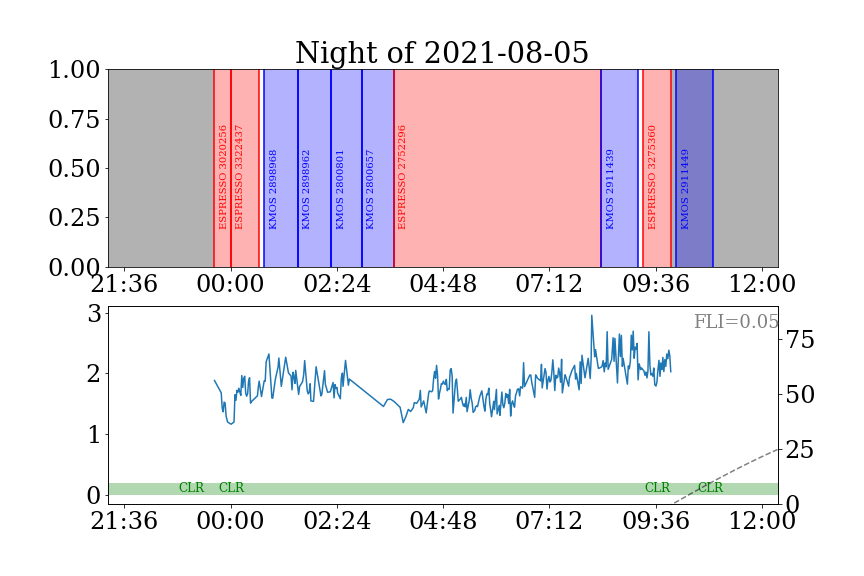 Night of 2021-08-05
1.00
0.75
0.50
0.25
0.00
ESPRESSO 3020256
ESPRESSO 3322437
KMOS 2898968
KMOS 2898962
KMOS 2800801
KMOS 2800657
ESPRESSO 2752296
KMOS 2911439
ESPRESSO 3275360
KMOS 2911449
21:36 00:00 02:24 04:48 07:12 09:36 12:00
3
2
1
0
FLI=0.05
75
50
25
0
CLR CLR CLR CLR
21:36 00:00 02:24 04:48 07:12 09:36 12:00